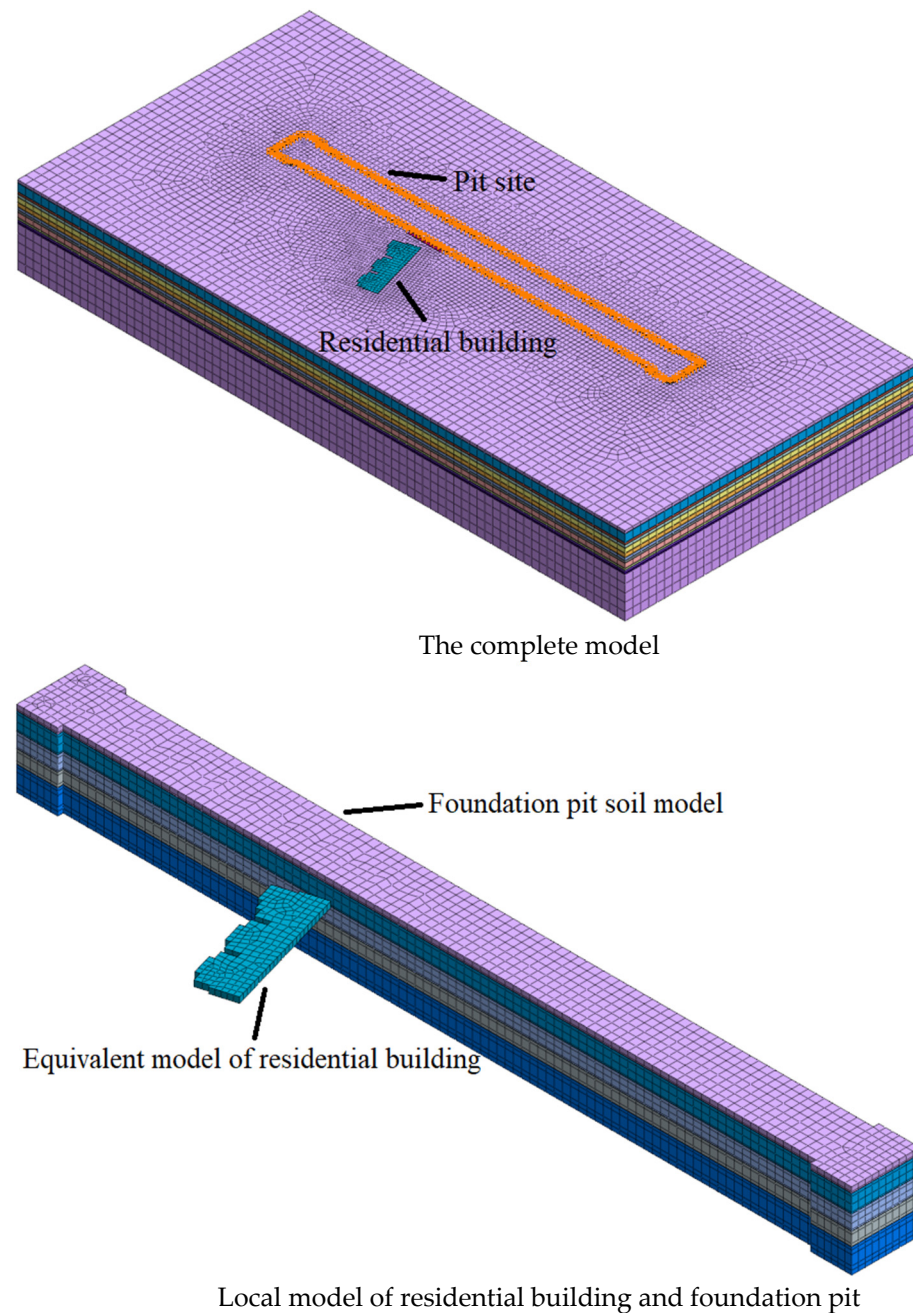 Pit site
Residential building
The complete model
Foundation pit soil model
Equivalent model of residential building
Local model of residential building and foundation pit